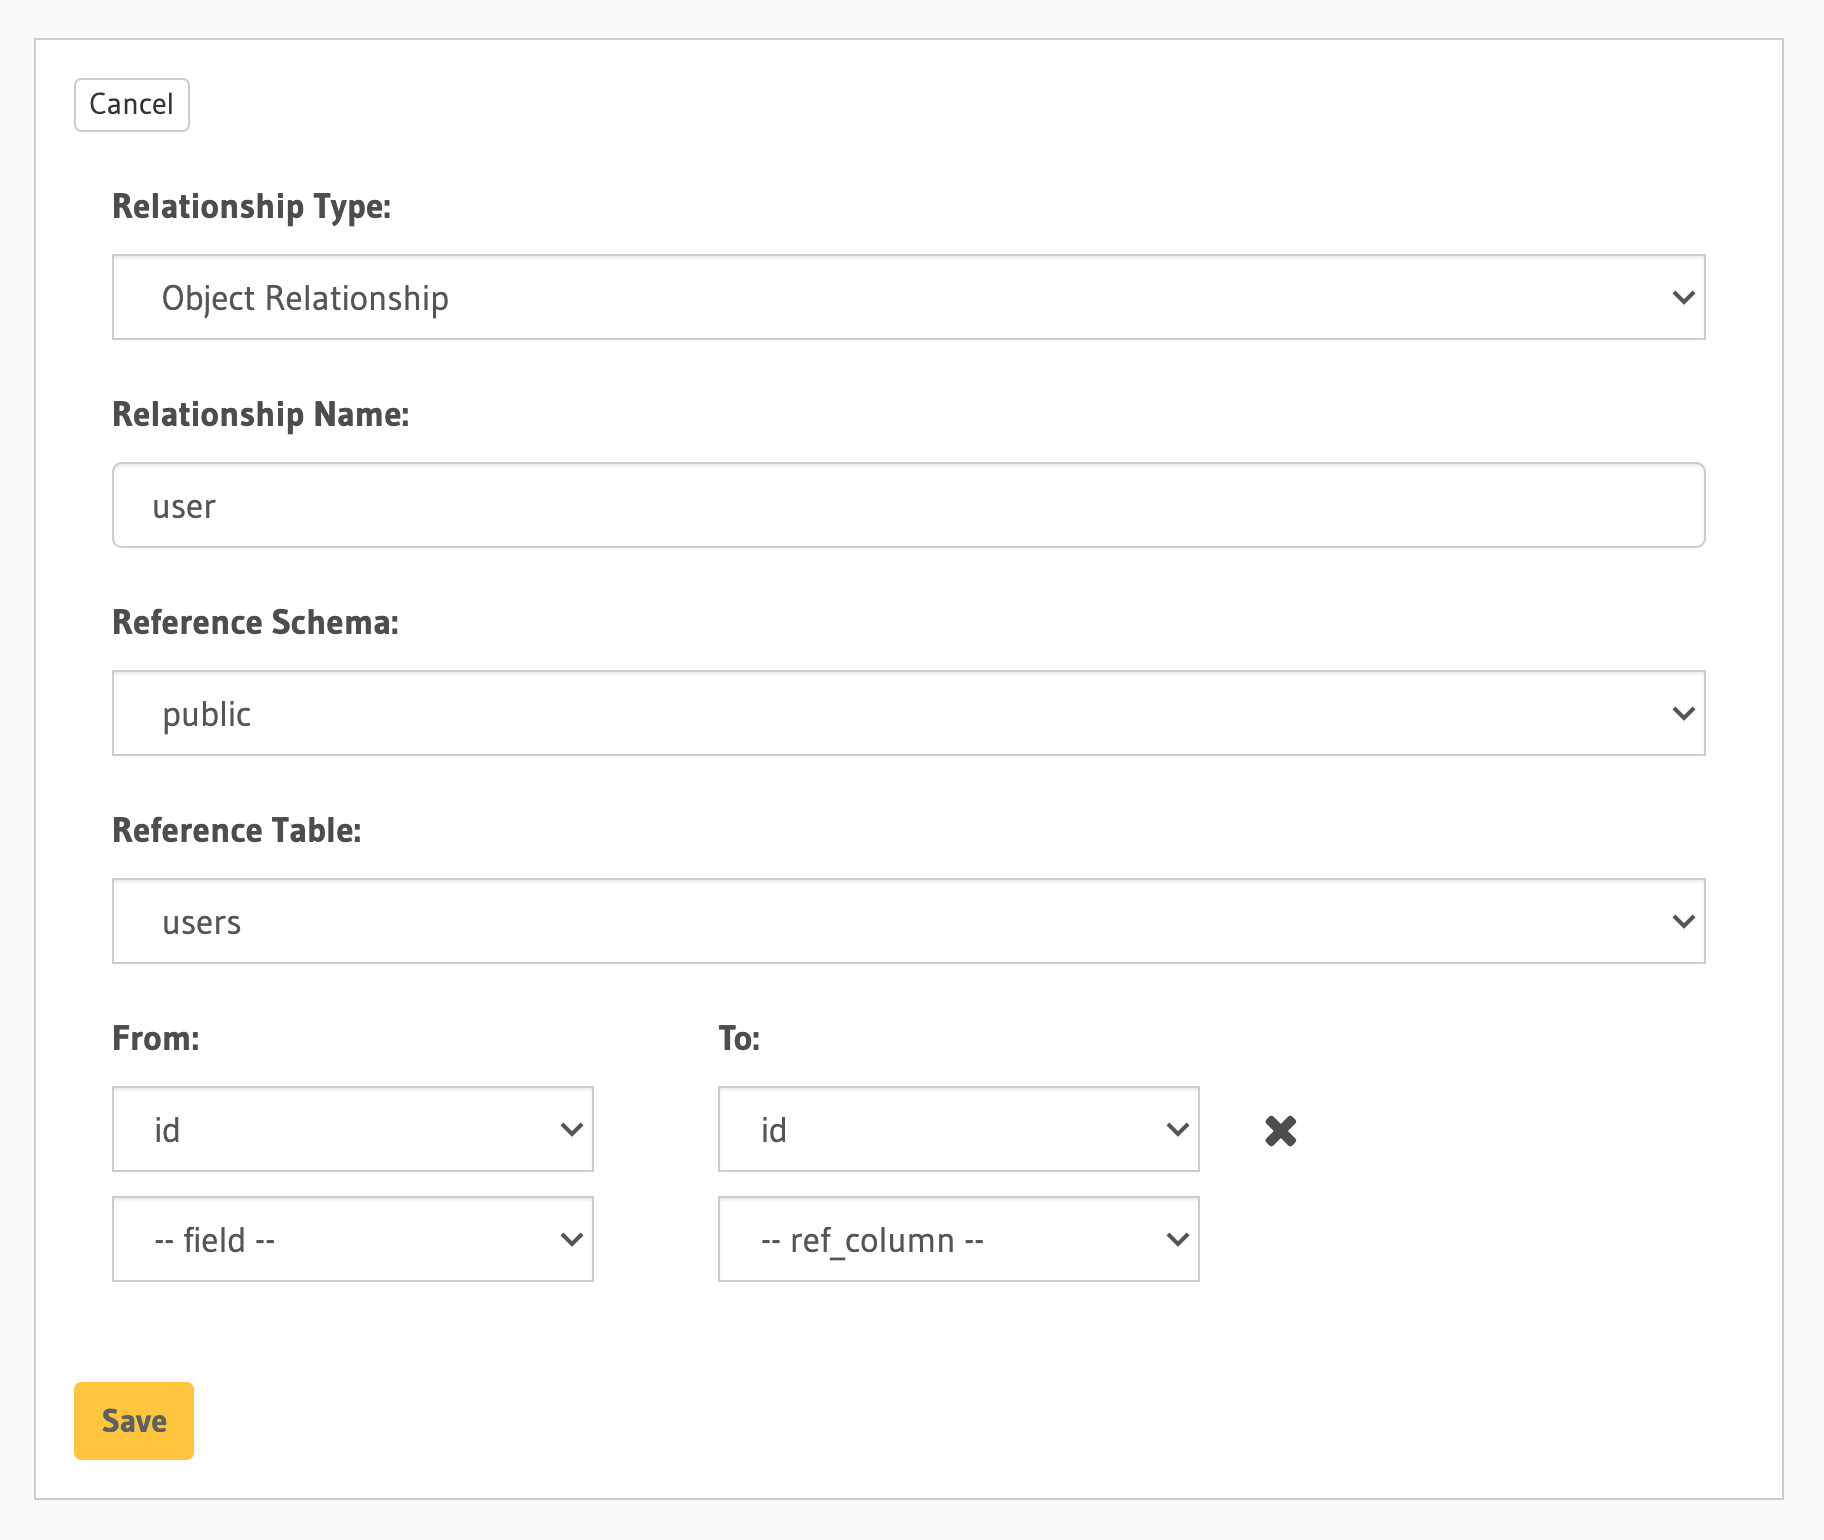 Cancel
Relationship Type:
Object Relationship
Relationship Name:
user
Reference Schema:
public
Reference Table:
users
From: To:
id id
-- field -- -- ref_column --
Save